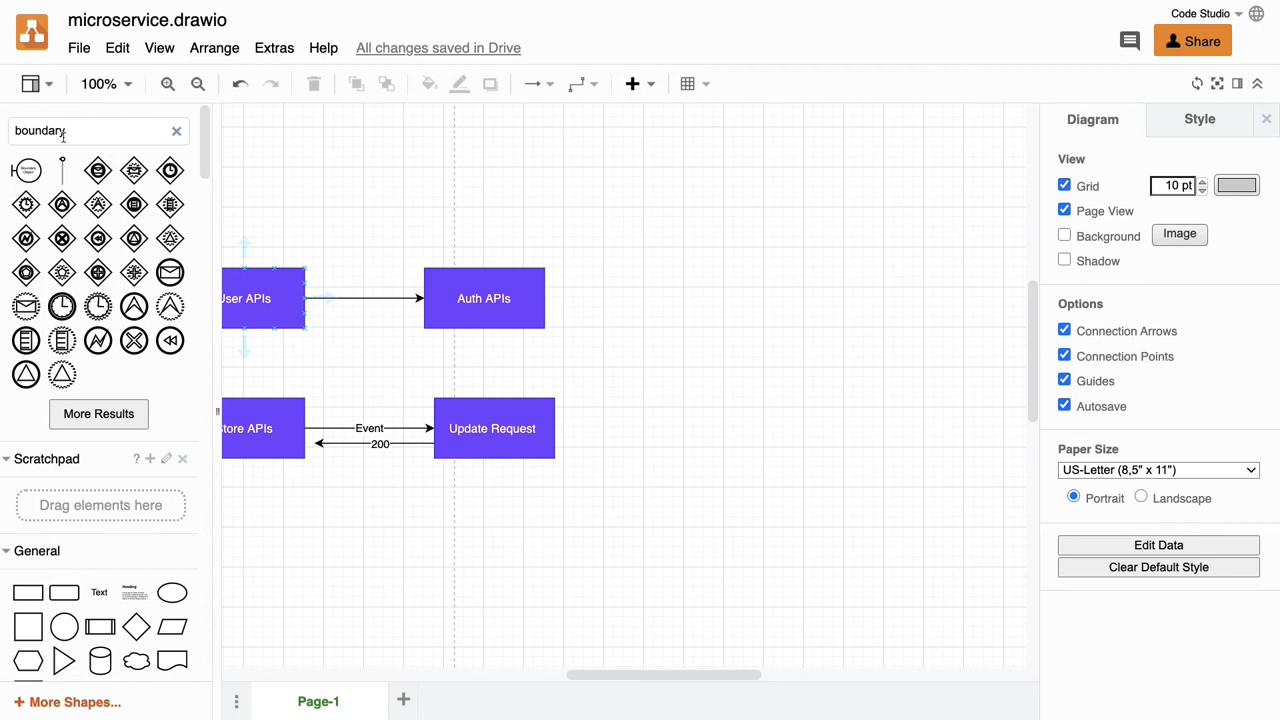 microservice.drawio
Code Studio
File Edit View Arrange Extras Help All changes saved in Drive
Share
100%
boundary
More Results
Scratchpad
?
Drag elements here
General
Text
Heading
More Shapes...
User APIs
Auth APIs
Store APIs
Event
200
Update Request
Page-1
Diagram Style
View
Grid 10 pt
Page View
Background Image
Shadow
Options
Connection Arrows
Connection Points
Guides
Autosave
Paper Size
US-Letter (8,5" x 11")
Portrait Landscape
Edit Data
Clear Default Style